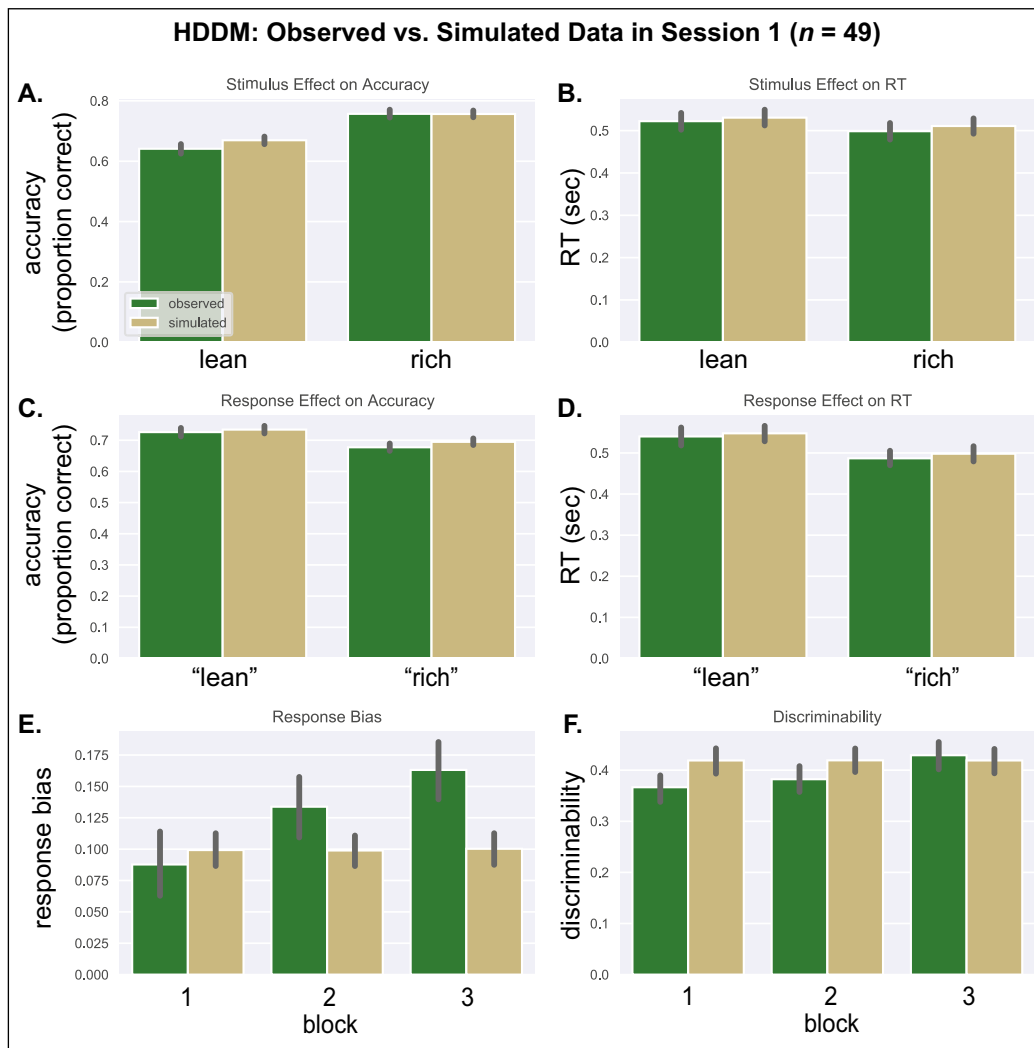 HDDM: Observed vs. Simulated Data in Session 1 (n = 49)
A.
Stimulus Effect on Accuracy
0.8
0.6
0.4
0.2
0.0
accuracy
(proportion correct)
observed
simulated
lean
rich
B.
Stimulus Effect on RT
0.5
0.4
0.3
0.2
0.5
0.0
RT (sec)
lean
rich
C.
Response Effect on Accuracy
0.7
0.6
0.5
0.4
0.3
0.2
0.1
0.0
accuracy
(proportion correct)
“lean”
“rich”
D.
Response Effect on RT
0.5
0.4
0.3
0.2
0.5
0.0
RT (sec)
“lean”
“rich”
E.
Response Bias
0.175
0.150
0.125
0.100
0.075
0.050
0.025
0.000
response bias
1
2
3
block
F.
Discriminability
0.4
0.3
0.2
0.1
0.0
discriminability
1
2
3
block